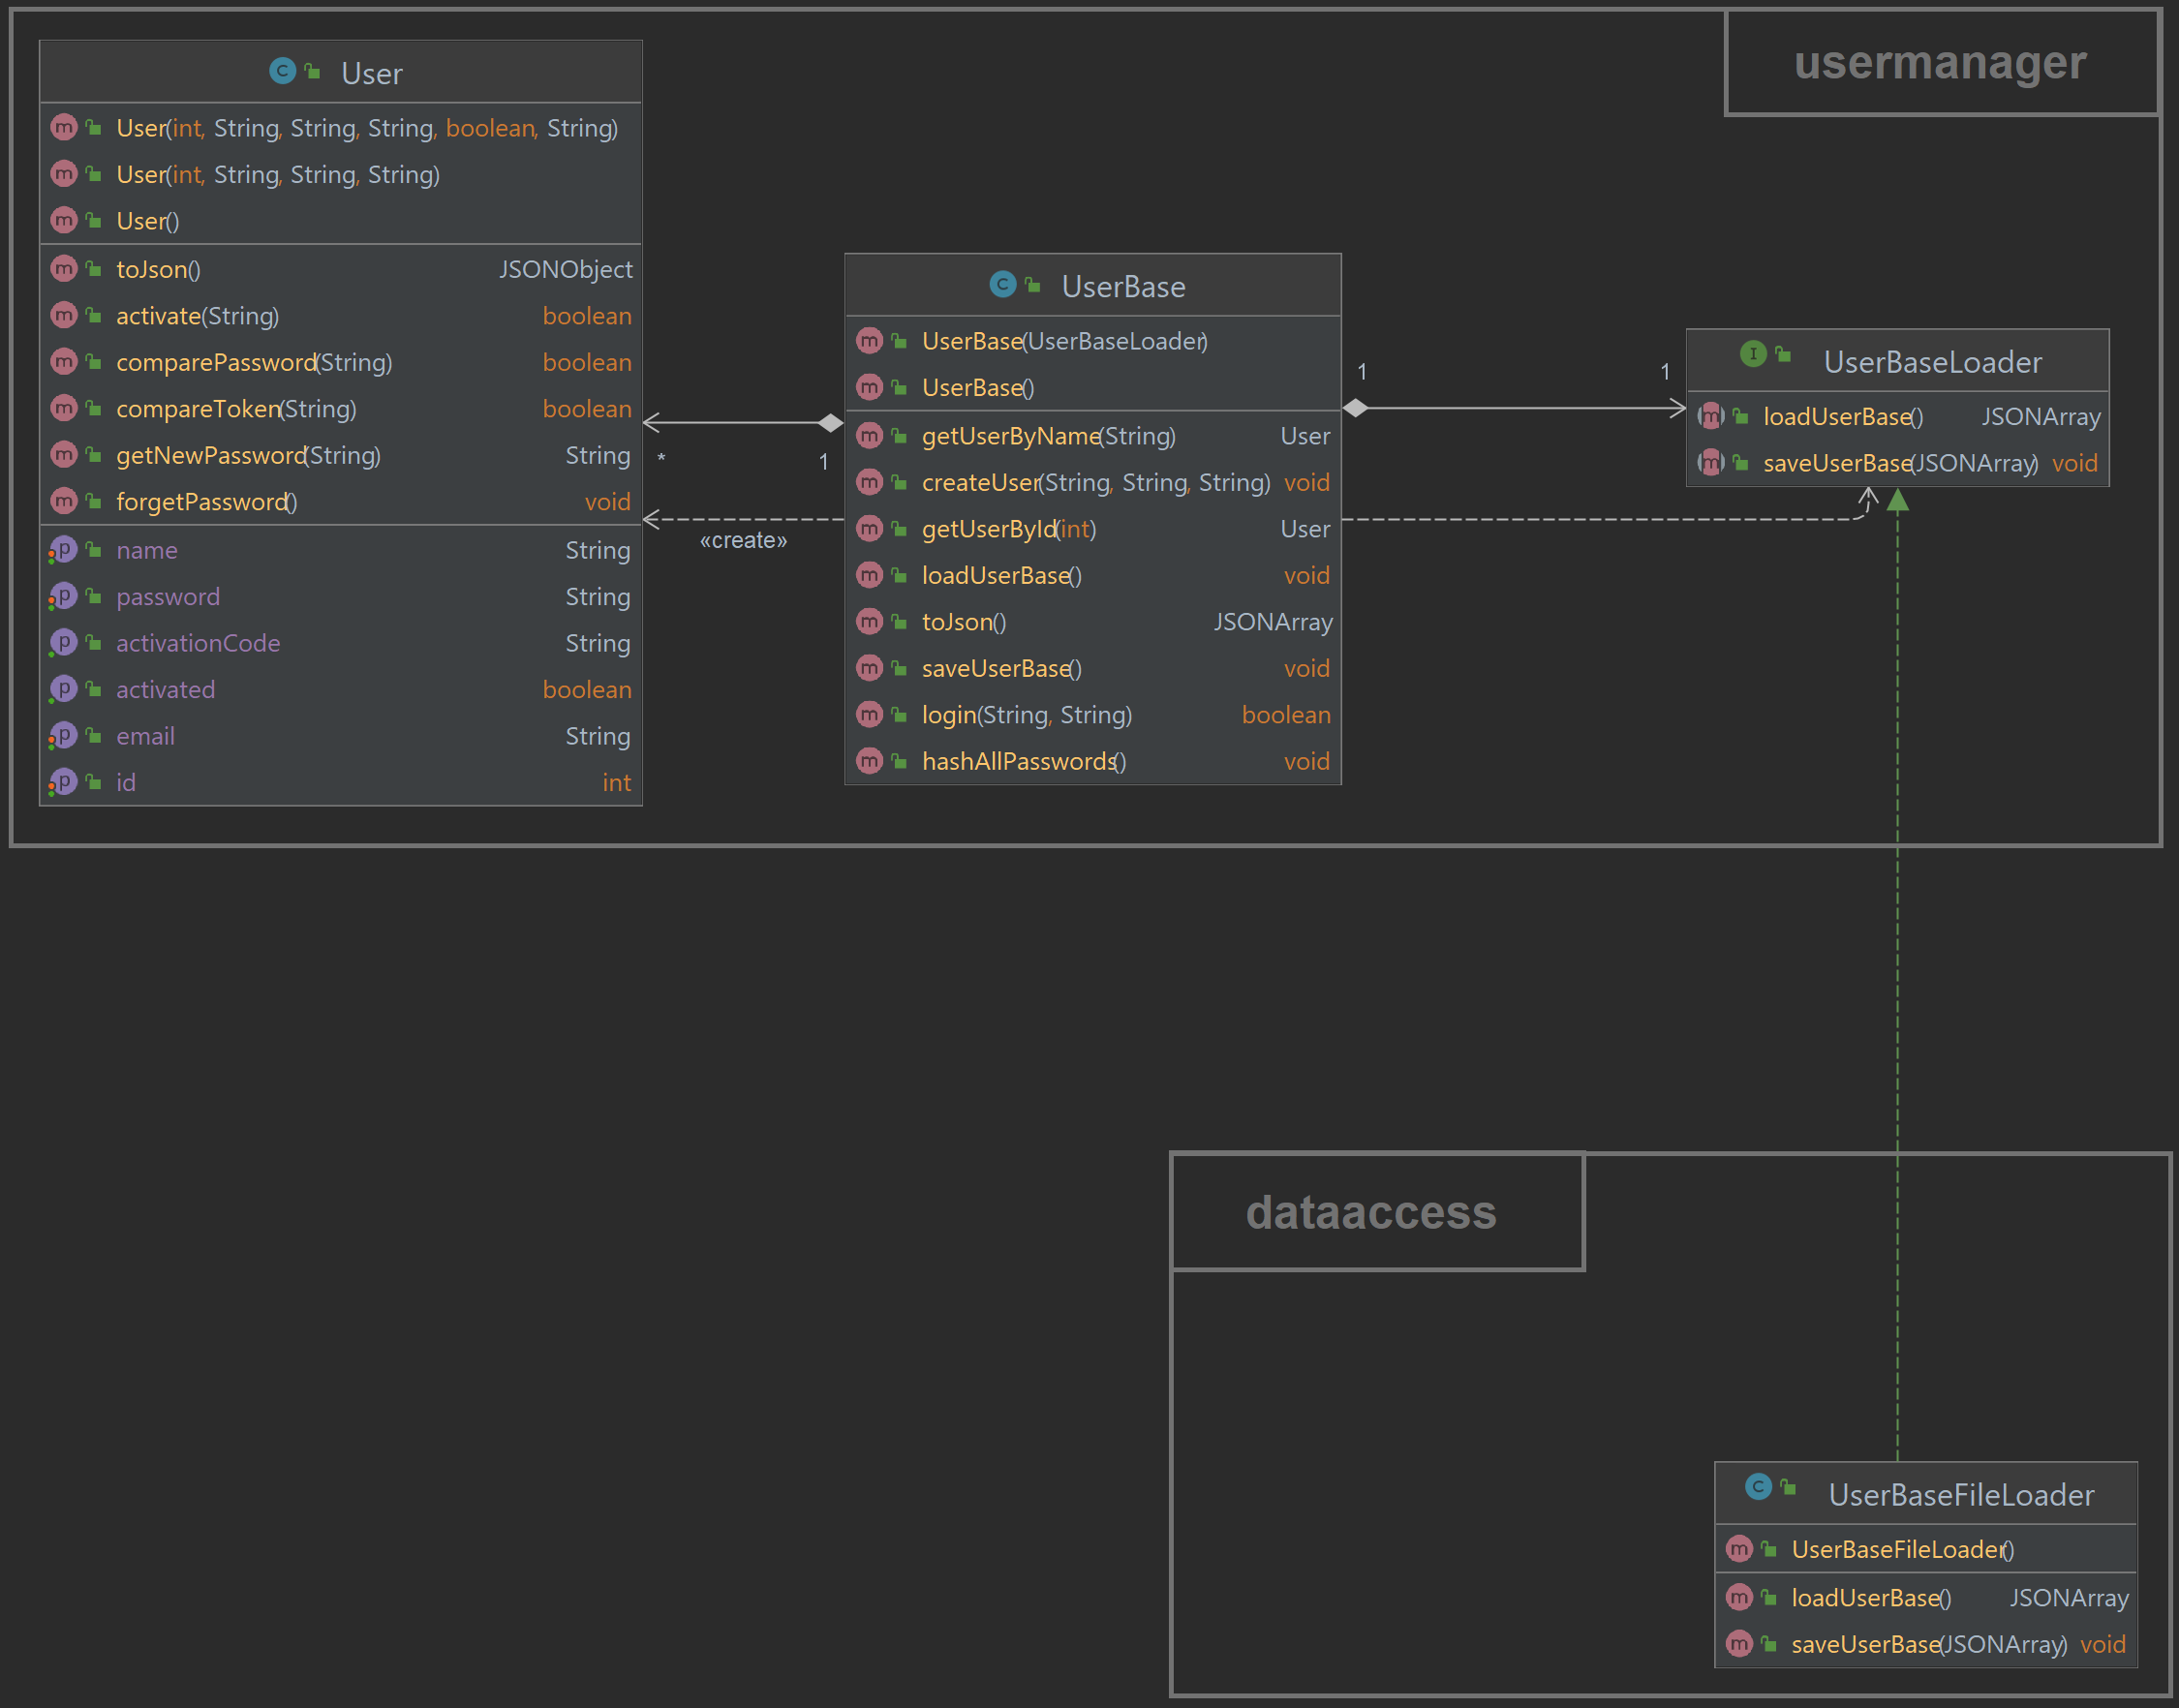 usermanager
User
User(int, String, String, String, boolean, String)
User(int, String, String, String)
User()
toJson() JSONObject
activate(String) boolean
comparePassword(String) boolean
compareToken(String) boolean
getNewPassword(String) String
forgetPassword() void
name String
password String
activationCode String
activated boolean
email String
id int
* 1
«create»
UserBase
UserBase(UserBaseLoader)
UserBase()
getUserByName(String) User
createUser(String, String, String) void
getUserById(int) User
loadUserBase() void
toJson() JSONArray
saveUserBase() void
login(String, String) boolean
hashAllPasswords() void
1 1
UserBaseLoader
loadUserBase() JSONArray
saveUserBase(JSONArray) void
dataaccess
UserBaseFileLoader
UserBaseFileLoader()
loadUserBase() JSONArray
saveUserBase(JSONArray) void